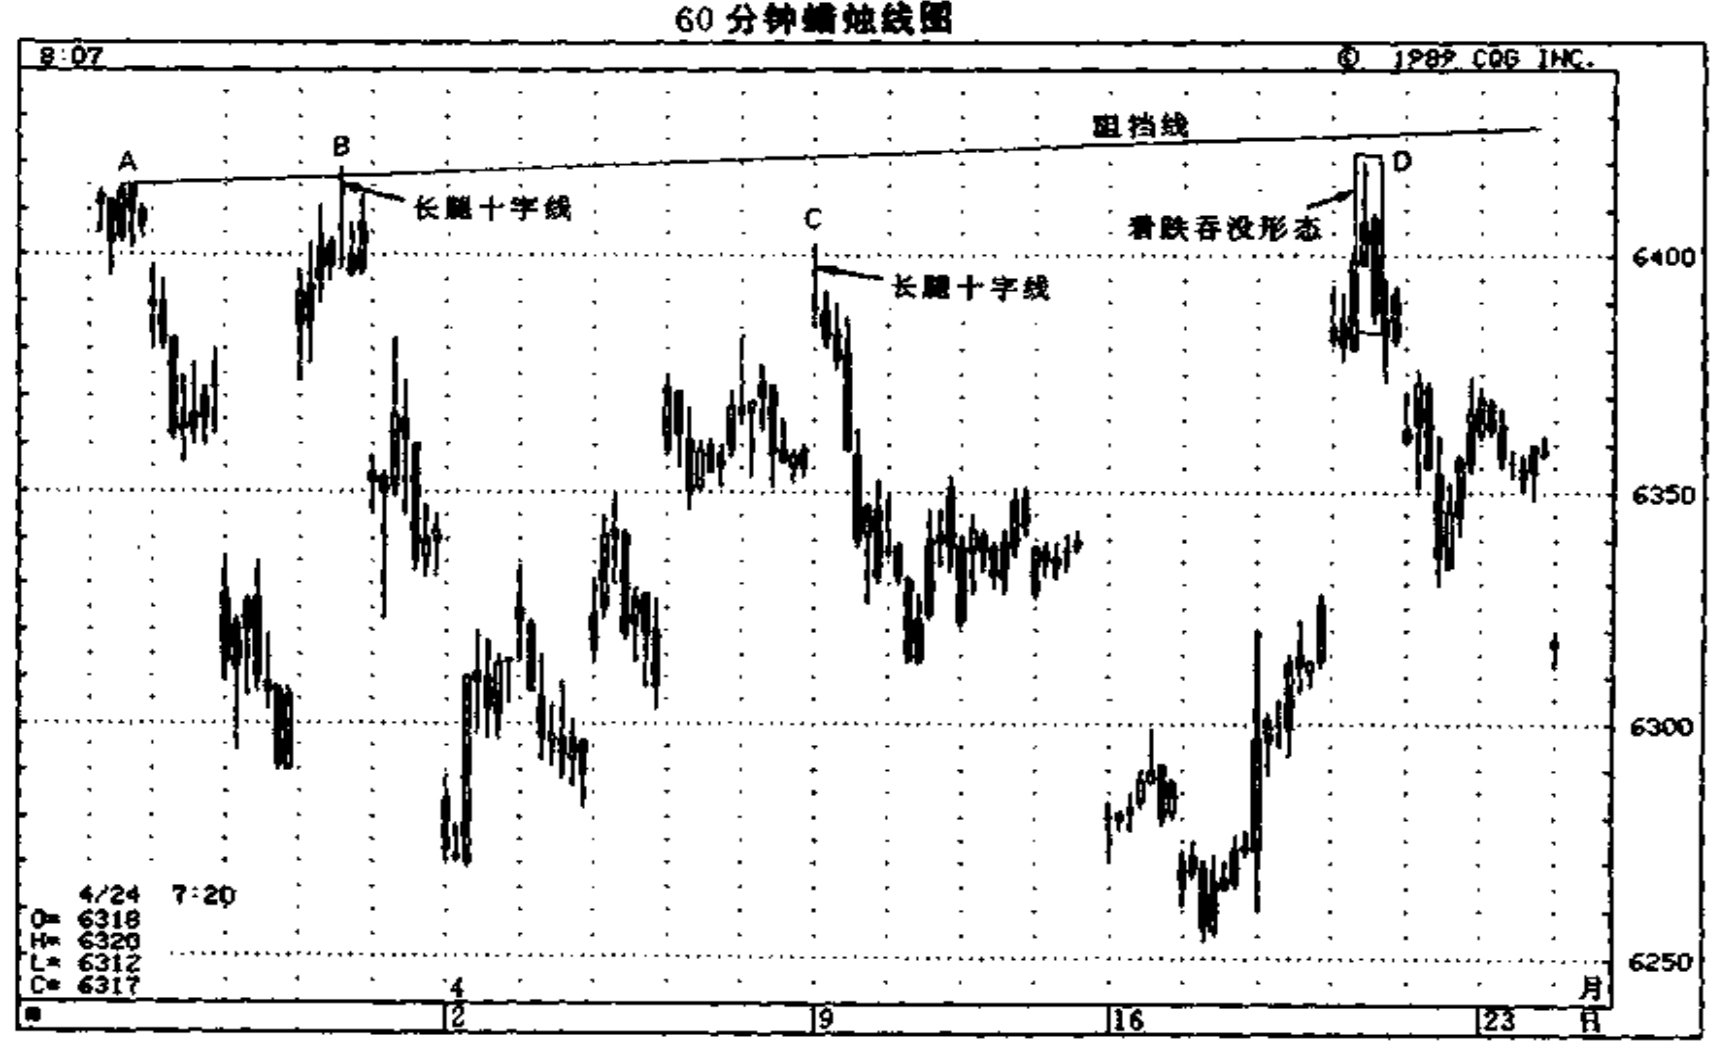 60 分钟蜡烛线图
8:07
© 1989 CQG INC.
阻挡线
A
B
长腿十字线
C
长腿十字线
D
看跌吞没形态
6400
6350
6300
6250
4/24 7:20
O= 6318
H= 6320
L= 6312
C= 6317
4
月
2
9
16
23
日